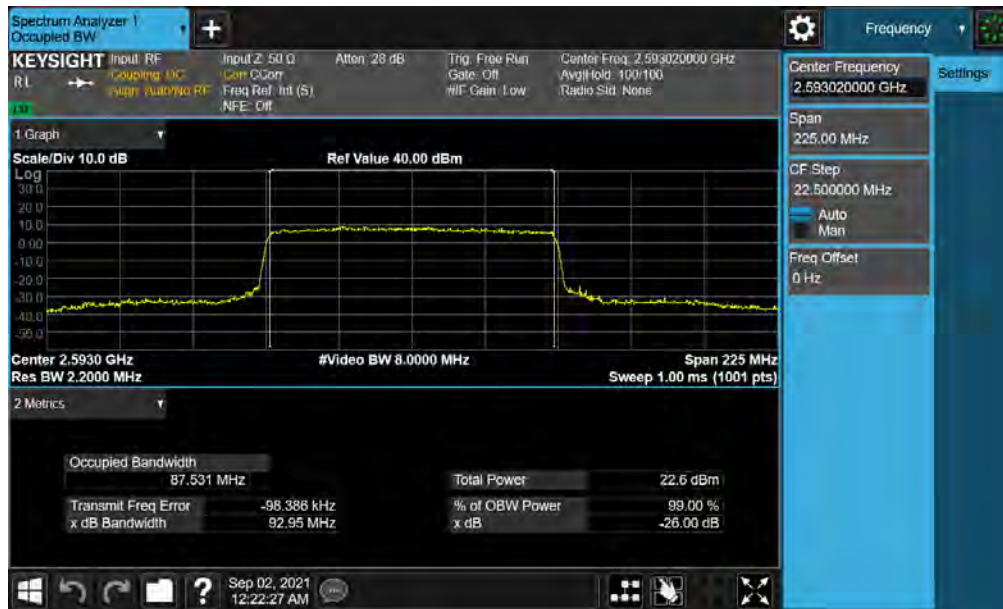 Spectrum Analyzer 1
Occupied BW
Frequency
KEYSIGHT
Input: RF
Coupling: DC
Align: Auto/No RF
Input Z: 50 Ω
Corr CCorr
Freq Ref: Int (S)
NFE: Off
Atten: 28 dB
Trig: Free Run
Gate: Off
#IF Gain: Low
Center Freq: 2.593020000 GHz
Avg|Hold: 100/100
Radio Std: None
Center Frequency
2.593020000 GHz
Settings
Span
225.00 MHz
CF Step
22.500000 MHz
Auto
Man
Freq Offset
0 Hz
1 Graph
Scale/Div 10.0 dB
Ref Value 40.00 dBm
Log
30.0
20.0
10.0
0.00
-10.0
-20.0
-30.0
-40.0
-50.0
Center 2.5930 GHz
#Video BW 8.0000 MHz
Span 225 MHz
Res BW 2.2000 MHz
Sweep 1.00 ms (1001 pts)
2 Metrics
Occupied Bandwidth
87.531 MHz
Total Power
22.6 dBm
Transmit Freq Error
-98.386 kHz
% of OBW Power
99.00 %
x dB Bandwidth
92.95 MHz
x dB
-26.00 dB
Sep 02, 2021
12:22:27 AM